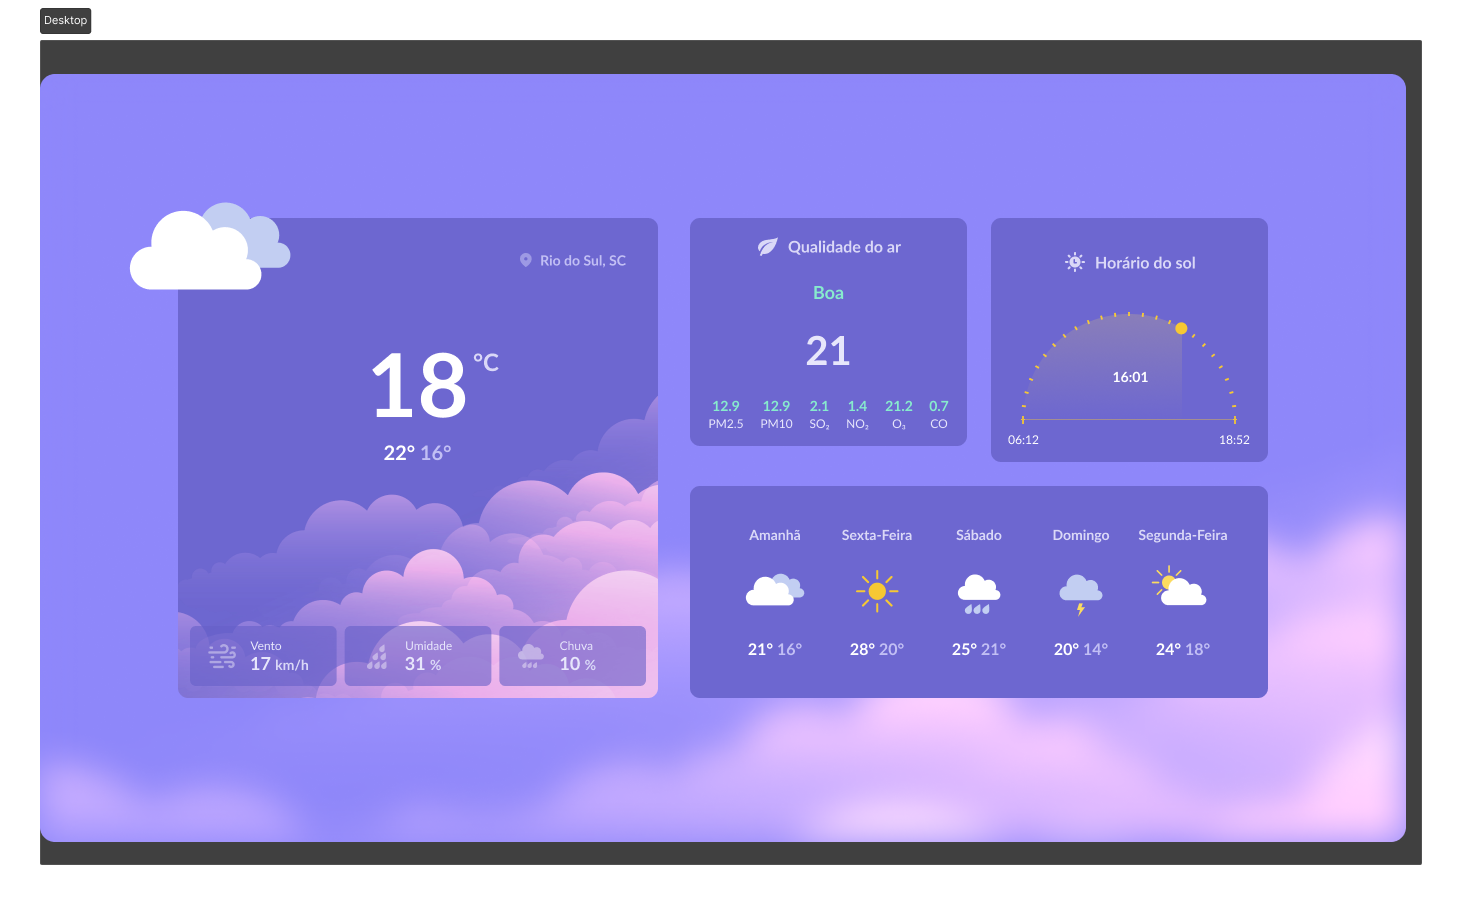 Desktop
Rio do Sul, SC
18 °C
22° 16°
Vento
17 km/h
Umidade
31 %
Chuva
10 %
Qualidade do ar
Boa
21
12.9 12.9 2.1 1.4 21.2 0.7
PM2.5 PM10 SO₂ NO₂ O₃ CO
Horário do sol
16:01
06:12 18:52
Amanhã Sexta-Feira Sábado Domingo Segunda-Feira
21° 16° 28° 20° 25° 21° 20° 14° 24° 18°